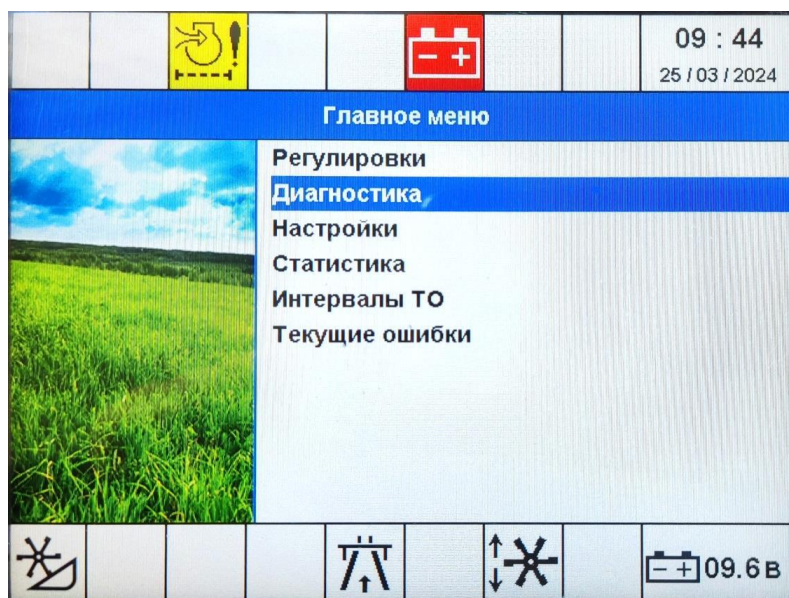 09 : 44
25 / 03 / 2024
Главное меню
Регулировки
Диагностика
Настройки
Статистика
Интервалы ТО
Текущие ошибки
09.6 в